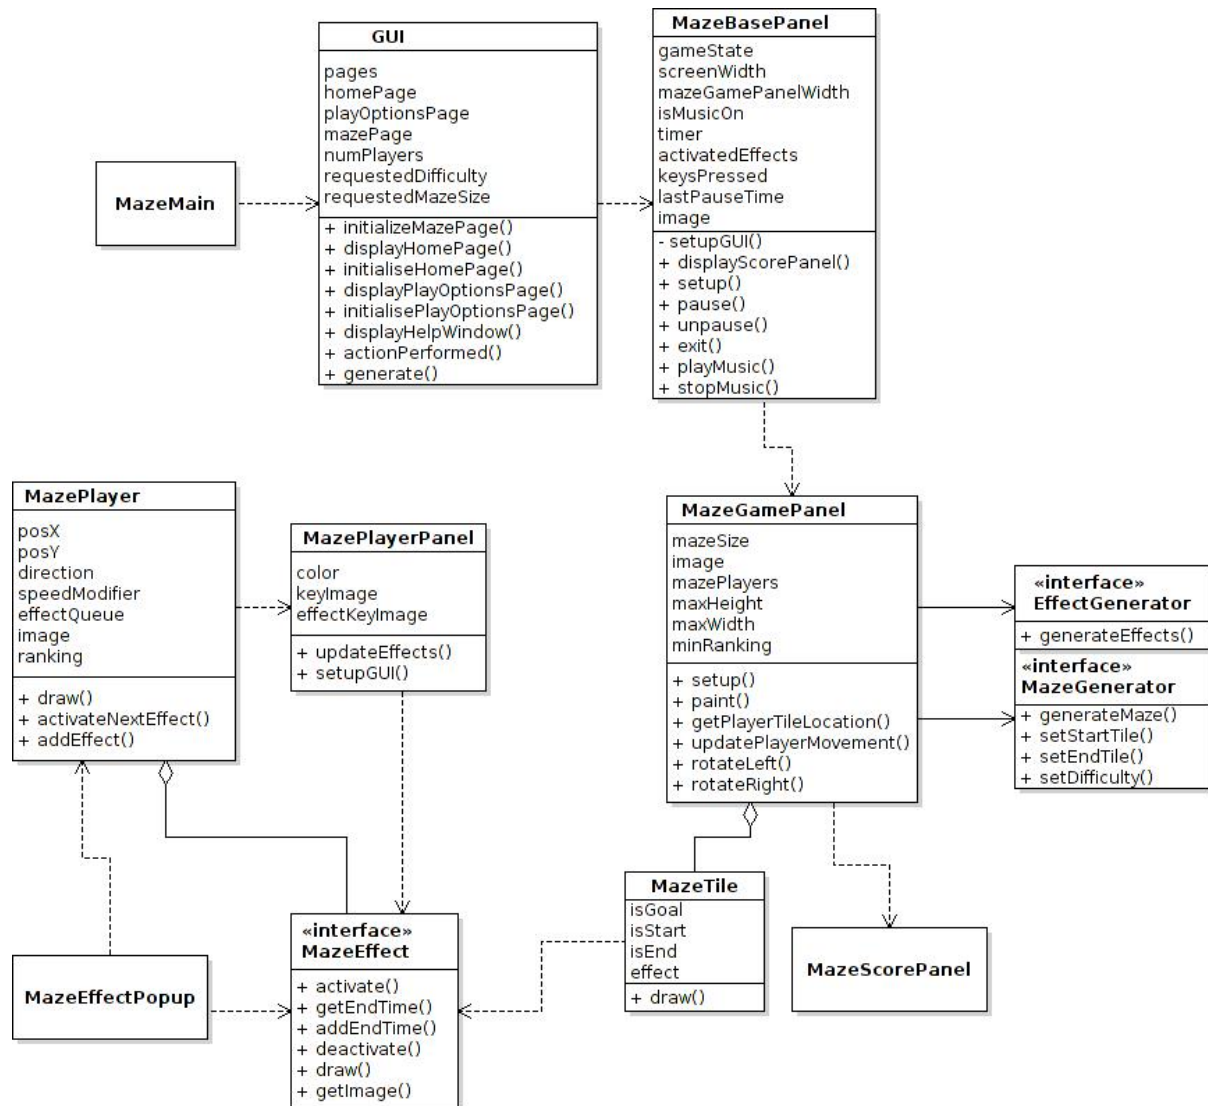 GUI
pages
homePage
playOptionsPage
mazePage
numPlayers
requestedDifficulty
requestedMazeSize
+ initializeMazePage()
+ displayHomePage()
+ initialiseHomePage()
+ displayPlayOptionsPage()
+ initialisePlayOptionsPage()
+ displayHelpWindow()
+ actionPerformed()
+ generate()
MazeBasePanel
gameState
screenWidth
mazeGamePanelWidth
isMusicOn
timer
activatedEffects
keysPressed
lastPauseTime
image
- setupGUI()
+ displayScorePanel()
+ setup()
+ pause()
+ unpause()
+ exit()
+ playMusic()
+ stopMusic()
MazeMain
MazePlayer
posX
posY
direction
speedModifier
effectQueue
image
ranking
+ draw()
+ activateNextEffect()
+ addEffect()
MazePlayerPanel
color
keyImage
effectKeyImage
+ updateEffects()
+ setupGUI()
MazeGamePanel
mazeSize
image
mazePlayers
maxHeight
maxWidth
minRanking
+ setup()
+ paint()
+ getPlayerTileLocation()
+ updatePlayerMovement()
+ rotateLeft()
+ rotateRight()
«interface»
EffectGenerator
+ generateEffects()
«interface»
MazeGenerator
+ generateMaze()
+ setStartTile()
+ setEndTile()
+ setDifficulty()
MazeTile
isGoal
isStart
isEnd
effect
+ draw()
MazeScorePanel
MazeEffectPopup
«interface»
MazeEffect
+ activate()
+ getEndTime()
+ addEndTime()
+ deactivate()
+ draw()
+ getImage()